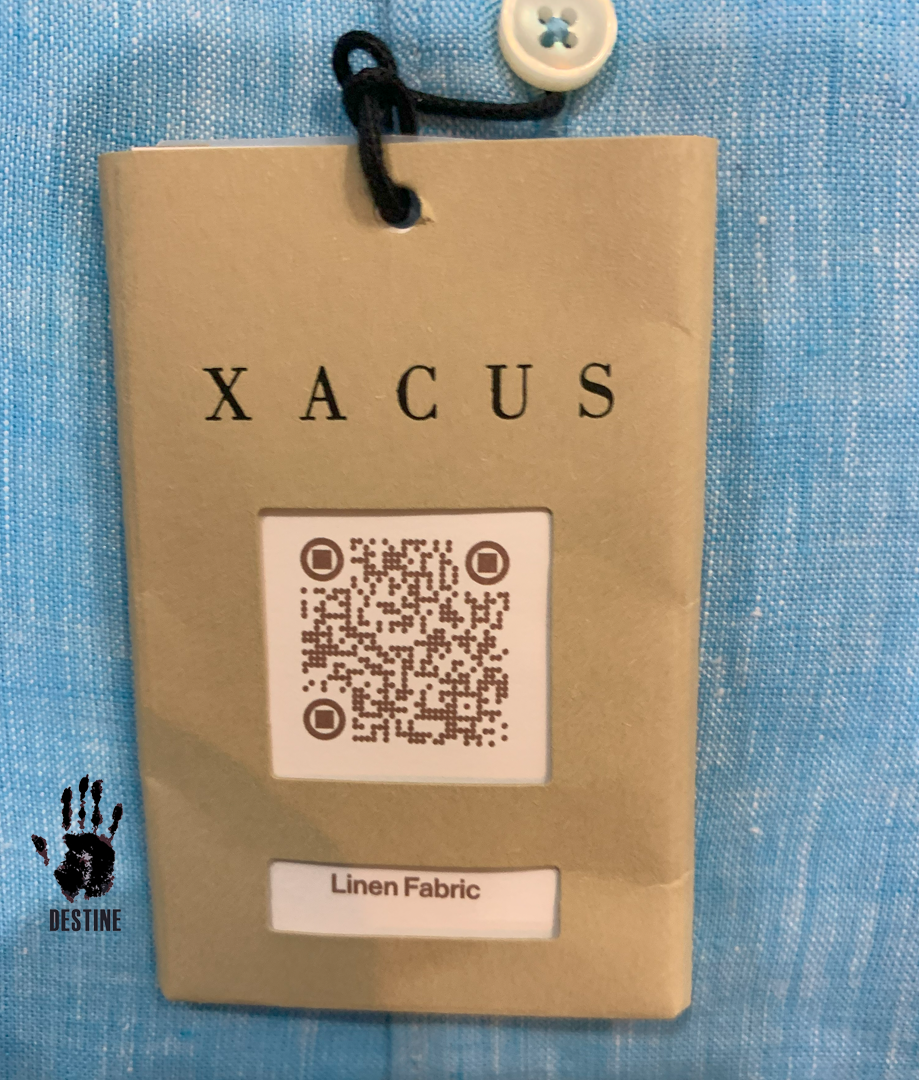 XACUS
Linen Fabric
DESTINE